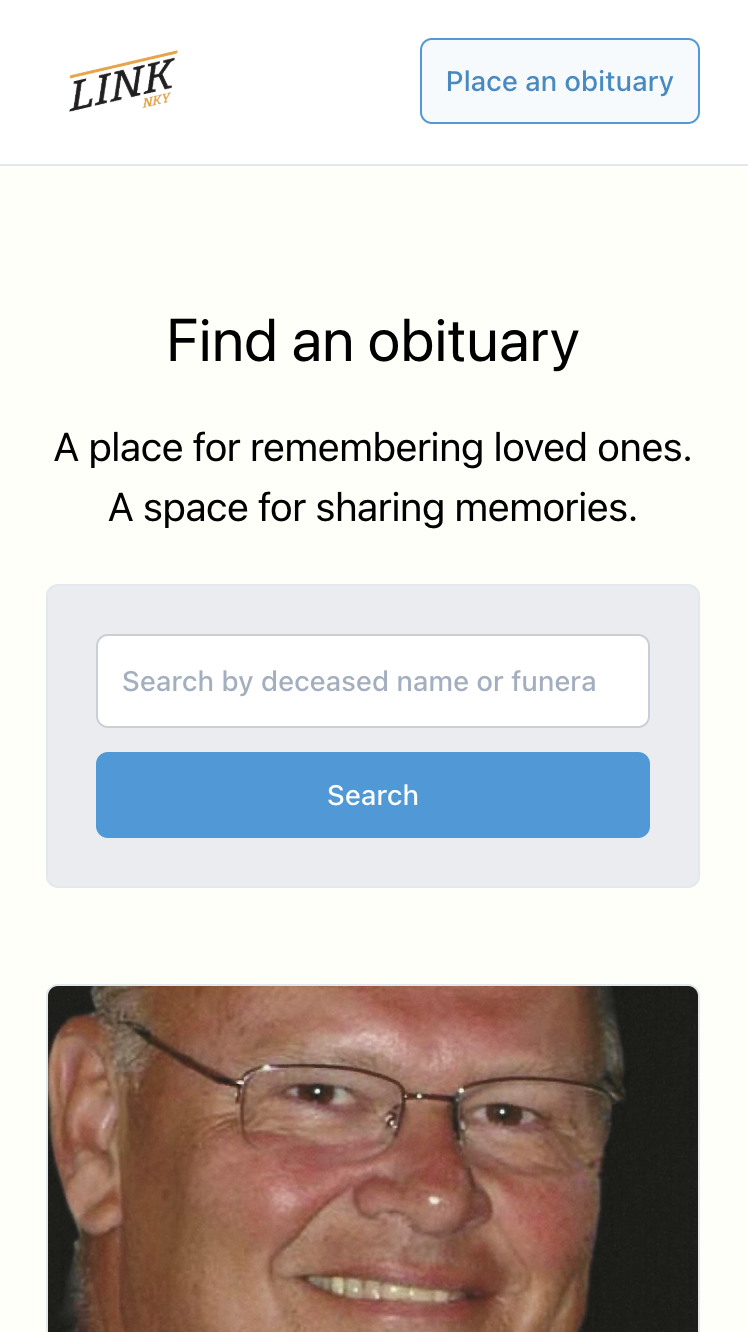 LINK
NKY
Place an obituary
Find an obituary
A place for remembering loved ones.
A space for sharing memories.
Search by deceased name or funera
Search